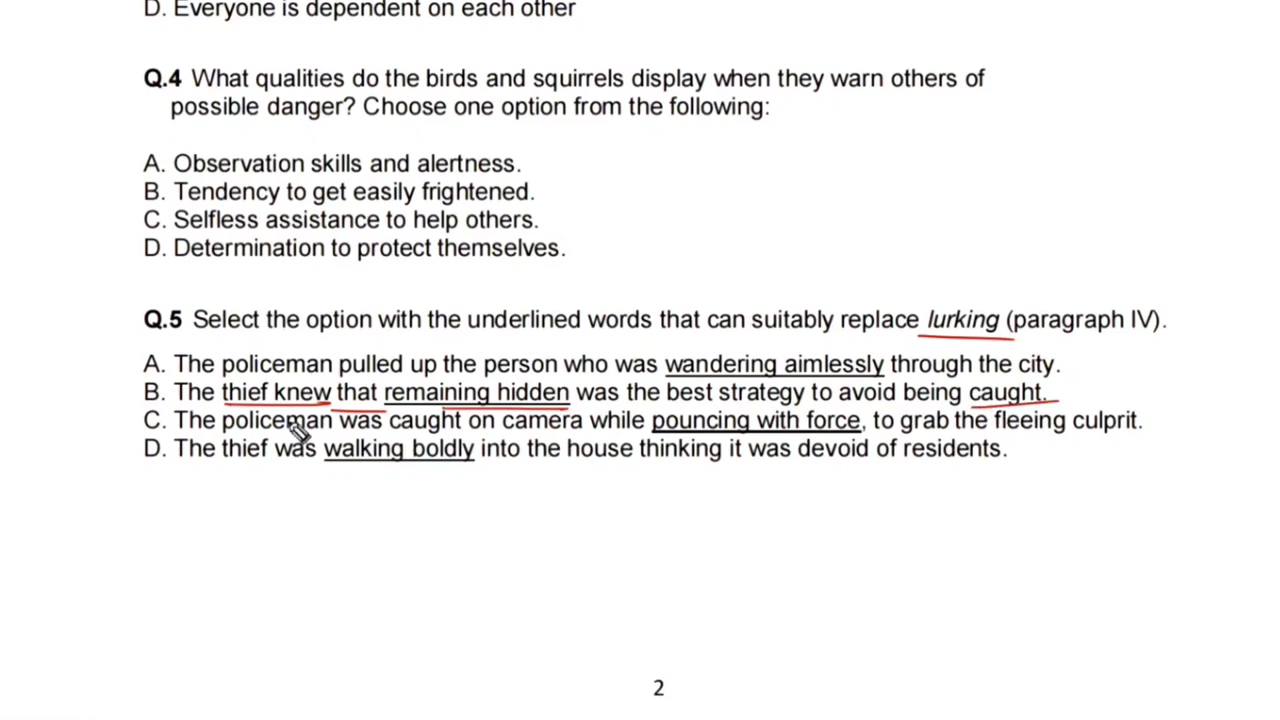 D. Everyone is dependent on each other
Q.4 What qualities do the birds and squirrels display when they warn others of
possible danger? Choose one option from the following:
A. Observation skills and alertness.
B. Tendency to get easily frightened.
C. Selfless assistance to help others.
D. Determination to protect themselves.
Q.5 Select the option with the underlined words that can suitably replace lurking (paragraph IV).
A. The policeman pulled up the person who was wandering aimlessly through the city.
B. The thief knew that remaining hidden was the best strategy to avoid being caught.
C. The policeman was caught on camera while pouncing with force, to grab the fleeing culprit.
D. The thief was walking boldly into the house thinking it was devoid of residents.
2